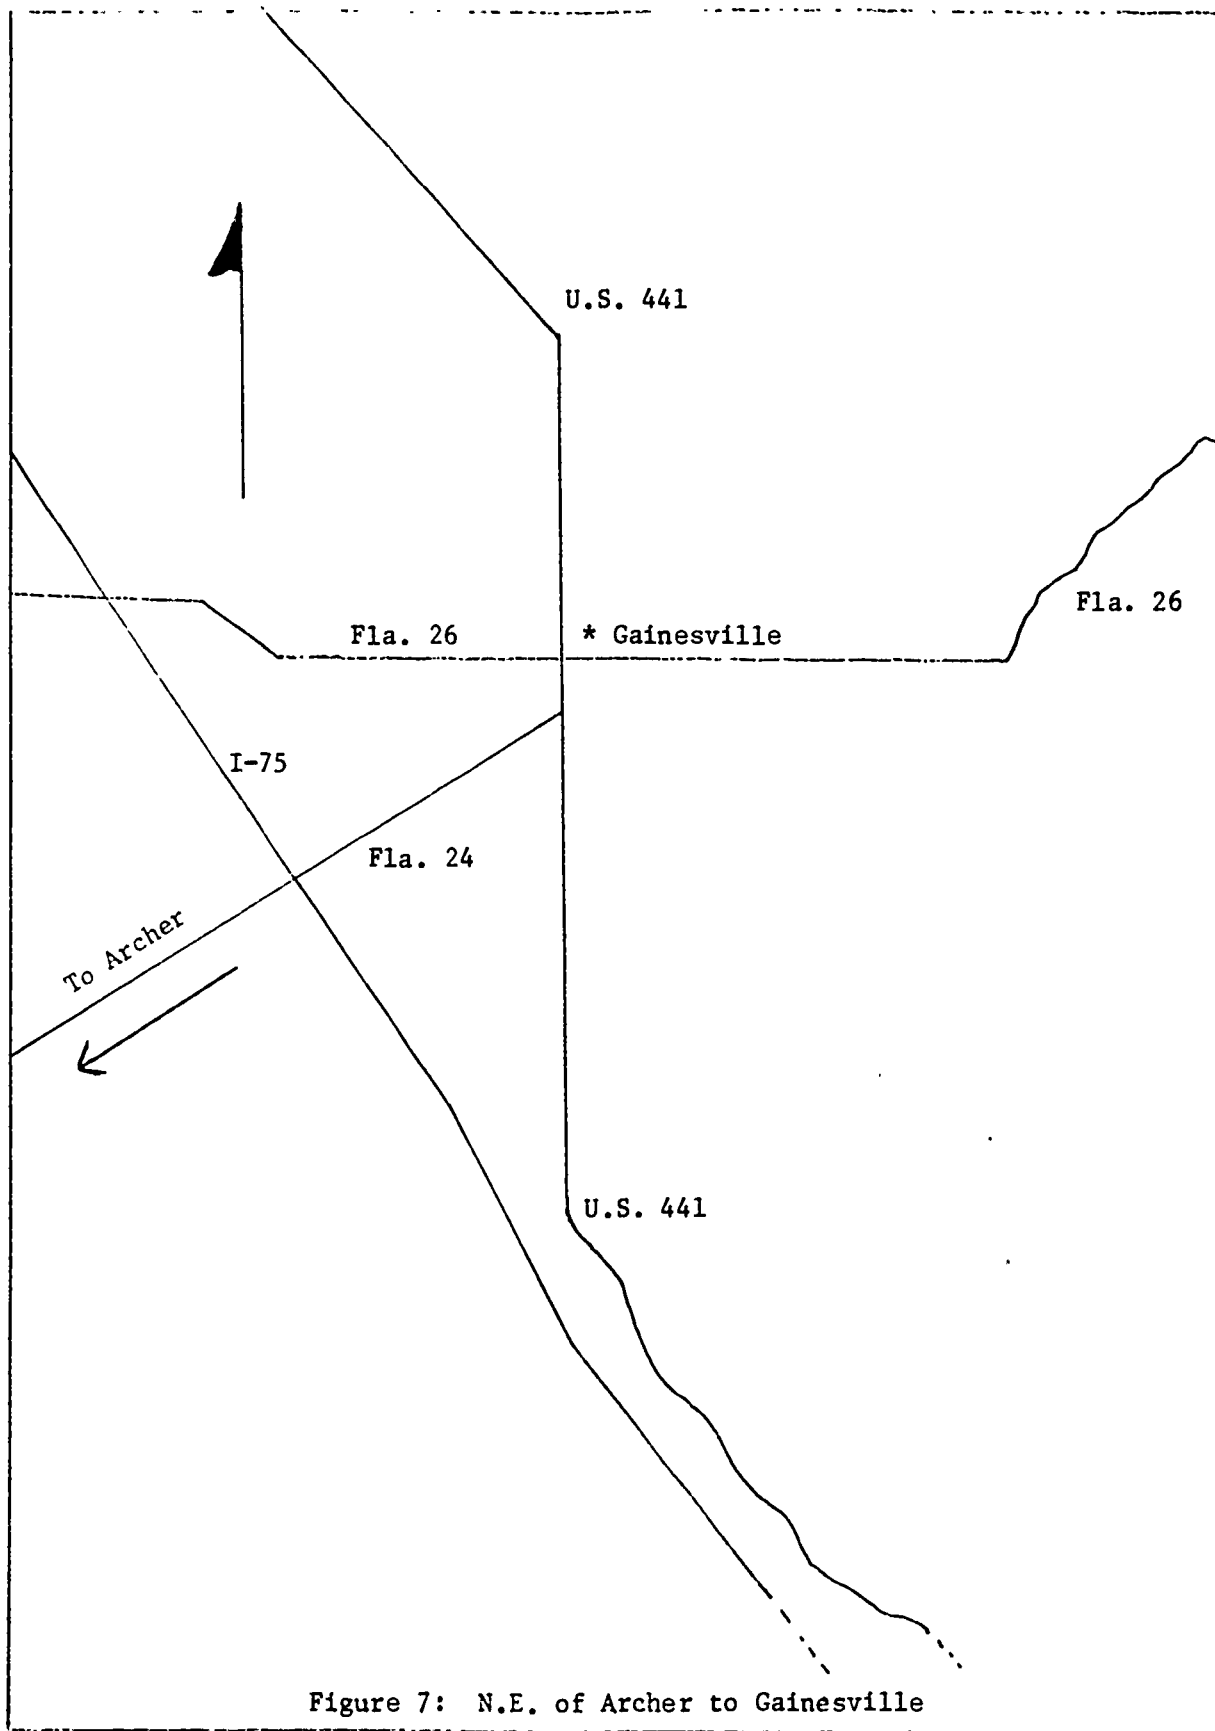 U.S. 441
Fla. 26
Fla. 26
* Gainesville
I-75
Fla. 24
To Archer
U.S. 441
Figure 7: N.E. of Archer to Gainesville